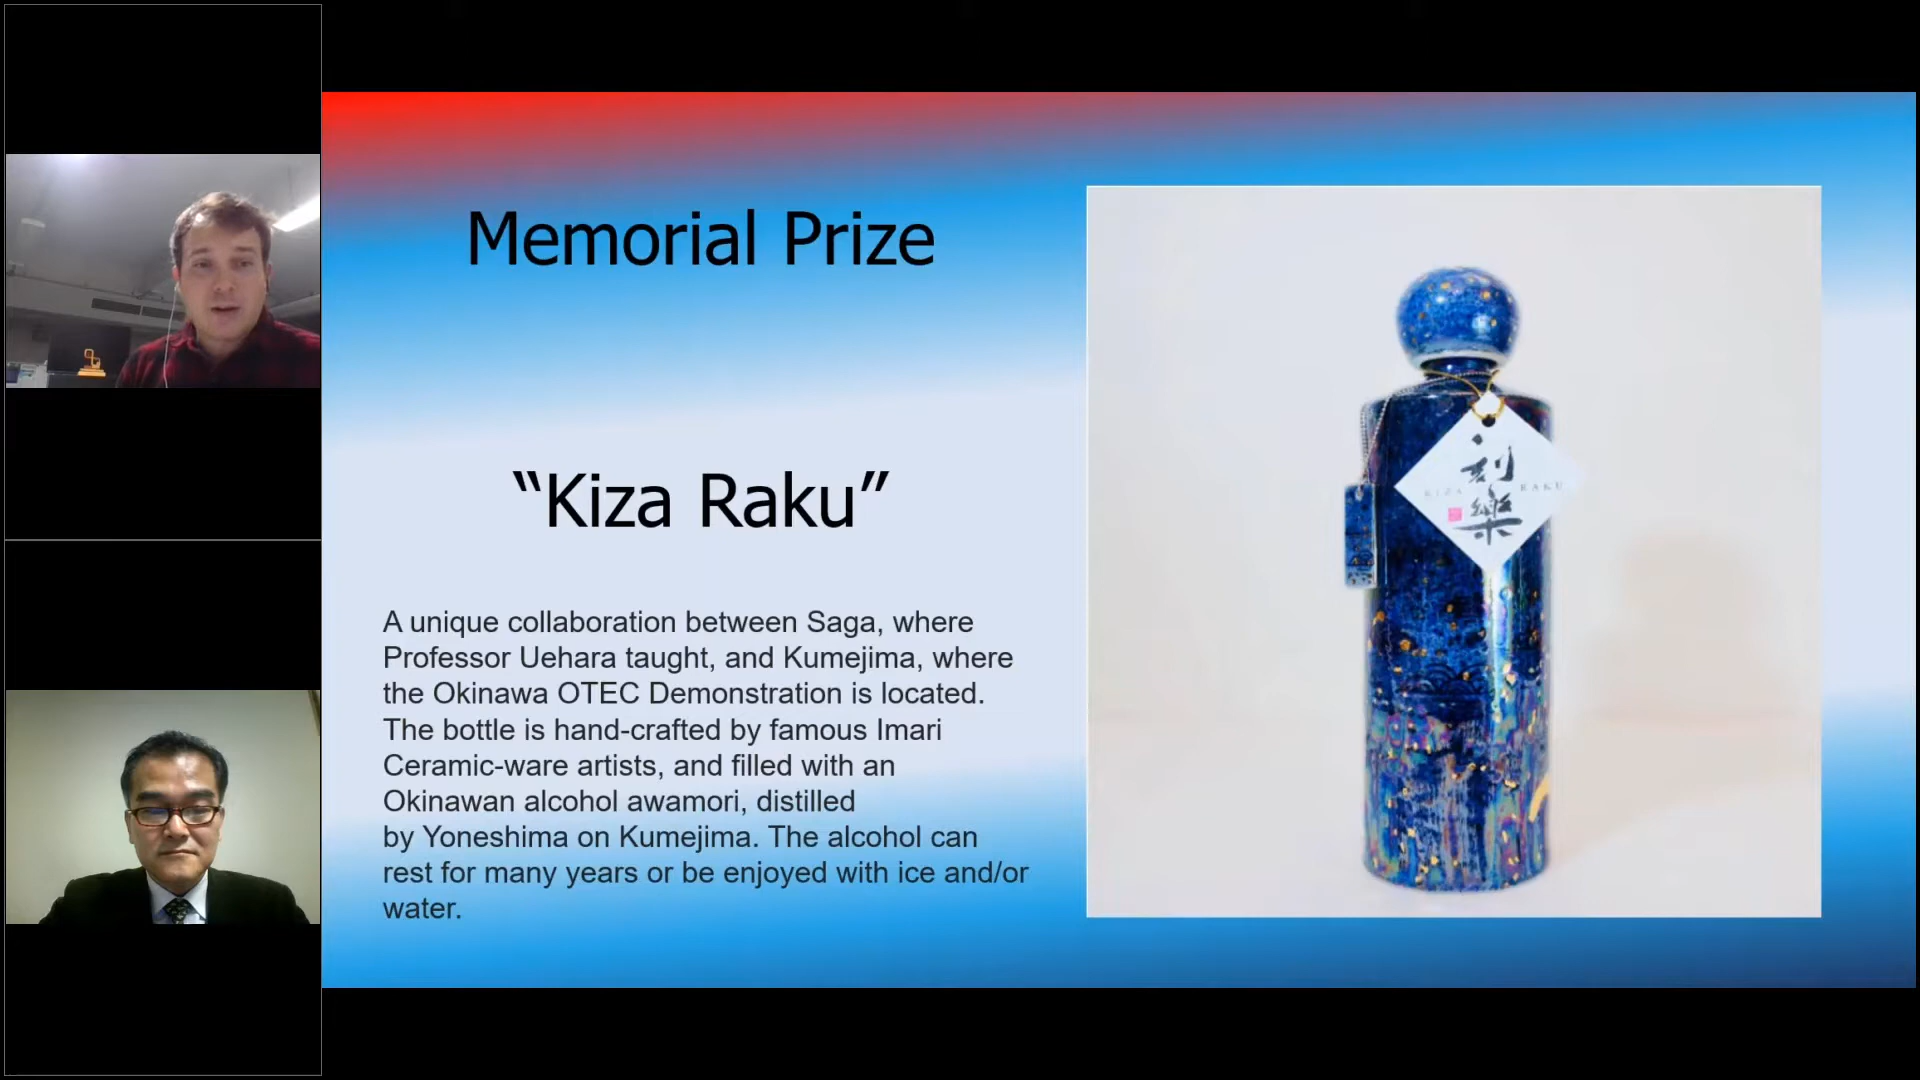 Memorial Prize
“Kiza Raku”
A unique collaboration between Saga, where
Professor Uehara taught, and Kumejima, where
the Okinawa OTEC Demonstration is located.
The bottle is hand-crafted by famous Imari
Ceramic-ware artists, and filled with an
Okinawan alcohol awamori, distilled
by Yoneshima on Kumejima. The alcohol can
rest for many years or be enjoyed with ice and/or
water.
刻樂
KIZA RAKU